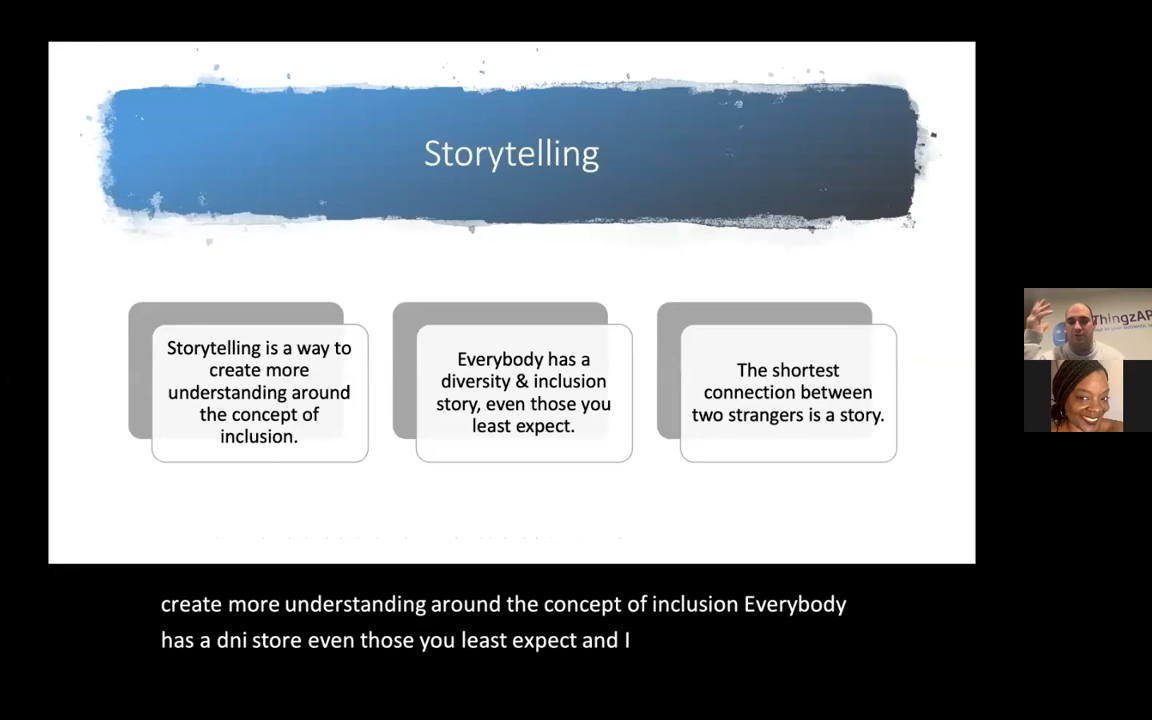 Storytelling
Storytelling is a way to
create more
understanding around
the concept of
inclusion.
Everybody has a
diversity & inclusion
story, even those you
least expect.
The shortest
connection between
two strangers is a story.
ThingzAP
create more understanding around the concept of inclusion Everybody
has a dni store even those you least expect and I